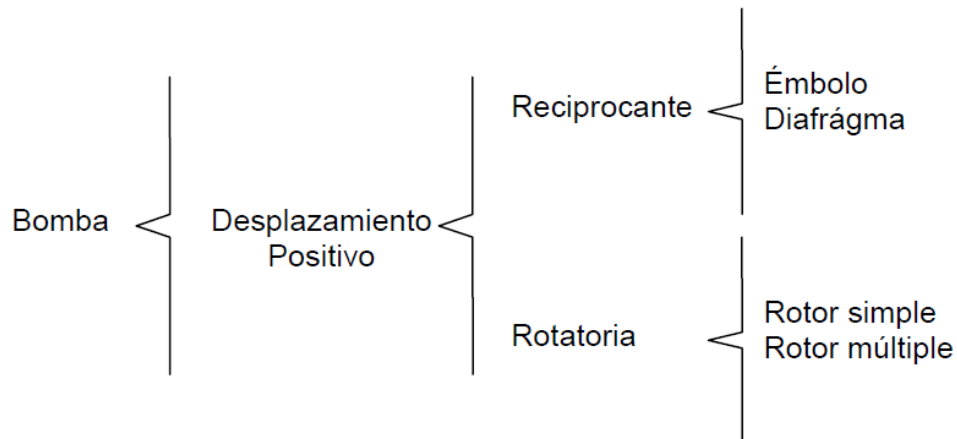 Bomba
Desplazamiento
Positivo
Reciprocante
Émbolo
Diafrágma
Rotatoria
Rotor simple
Rotor múltiple